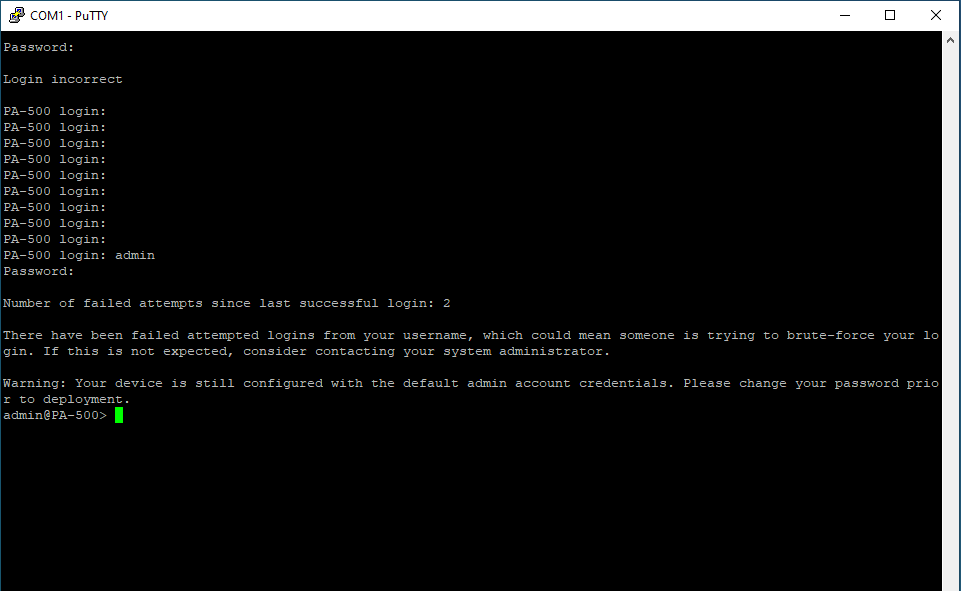 COM1 - PuTTY
Password:
Login incorrect
PA-500 login:
PA-500 login:
PA-500 login:
PA-500 login:
PA-500 login:
PA-500 login:
PA-500 login:
PA-500 login:
PA-500 login:
PA-500 login: admin
Password:
Number of failed attempts since last successful login: 2
There have been failed attempted logins from your username, which could mean someone is trying to brute-force your lo
gin. If this is not expected, consider contacting your system administrator.
Warning: Your device is still configured with the default admin account credentials. Please change your password prio
r to deployment.
admin@PA-500>